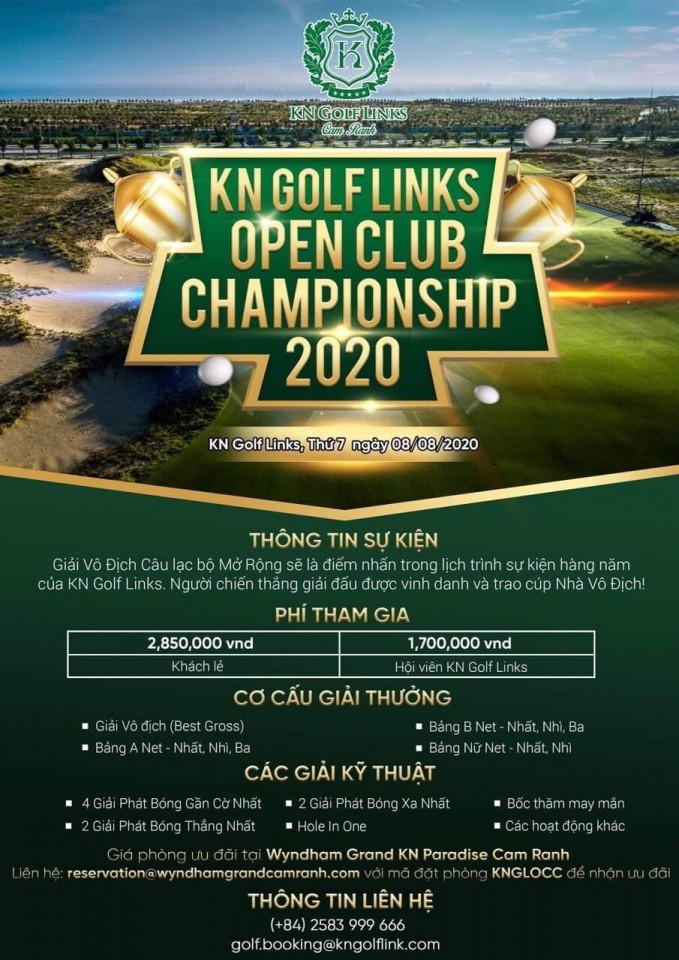 K
KN GOLF LINKS
Cam Ranh
KN GOLF LINKS
OPEN CLUB
CHAMPIONSHIP
2020
KN Golf Links, Thứ 7 ngày 08/08/2020
THÔNG TIN SỰ KIỆN
Giải Vô Địch Câu lạc bộ Mở Rộng sẽ là điểm nhấn trong lịch trình sự kiện hàng năm
của KN Golf Links. Người chiến thắng giải đấu được vinh danh và trao cúp Nhà Vô Địch!
PHÍ THAM GIA
2,850,000 vnd 1,700,000 vnd
Khách lẻ Hội viên KN Golf Links
CƠ CẤU GIẢI THƯỞNG
▪ Giải Vô địch (Best Gross) ▪ Bảng B Net - Nhất, Nhì, Ba
▪ Bảng A Net - Nhất, Nhì, Ba ▪ Bảng Nữ Net - Nhất, Nhì
CÁC GIẢI KỸ THUẬT
▪ 4 Giải Phát Bóng Gần Cờ Nhất ▪ 2 Giải Phát Bóng Xa Nhất ▪ Bốc thăm may mắn
▪ 2 Giải Phát Bóng Thẳng Nhất ▪ Hole In One ▪ Các hoạt động khác
Giá phòng ưu đãi tại Wyndham Grand KN Paradise Cam Ranh
Liên hệ: reservation@wyndhamgrandcamranh.com với mã đặt phòng KNGLOCC để nhận ưu đãi
THÔNG TIN LIÊN HỆ
(+84) 2583 999 666
golf.booking@kngolflink.com